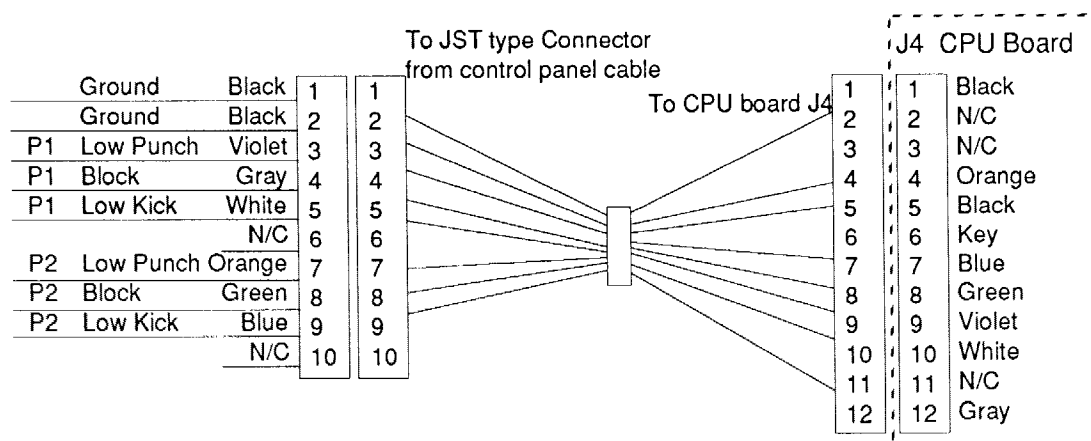 To JST type Connector
from control panel cable
J4 CPU Board
To CPU board J4
Ground Black 1 1
Ground Black 2 2
P1 Low Punch Violet 3 3
P1 Block Gray 4 4
P1 Low Kick White 5 5
N/C 6 6
P2 Low Punch Orange 7 7
P2 Block Green 8 8
P2 Low Kick Blue 9 9
N/C 10 10
1 1 Black
2 2 N/C
3 3 N/C
4 4 Orange
5 5 Black
6 6 Key
7 7 Blue
8 8 Green
9 9 Violet
10 10 White
11 11 N/C
12 12 Gray